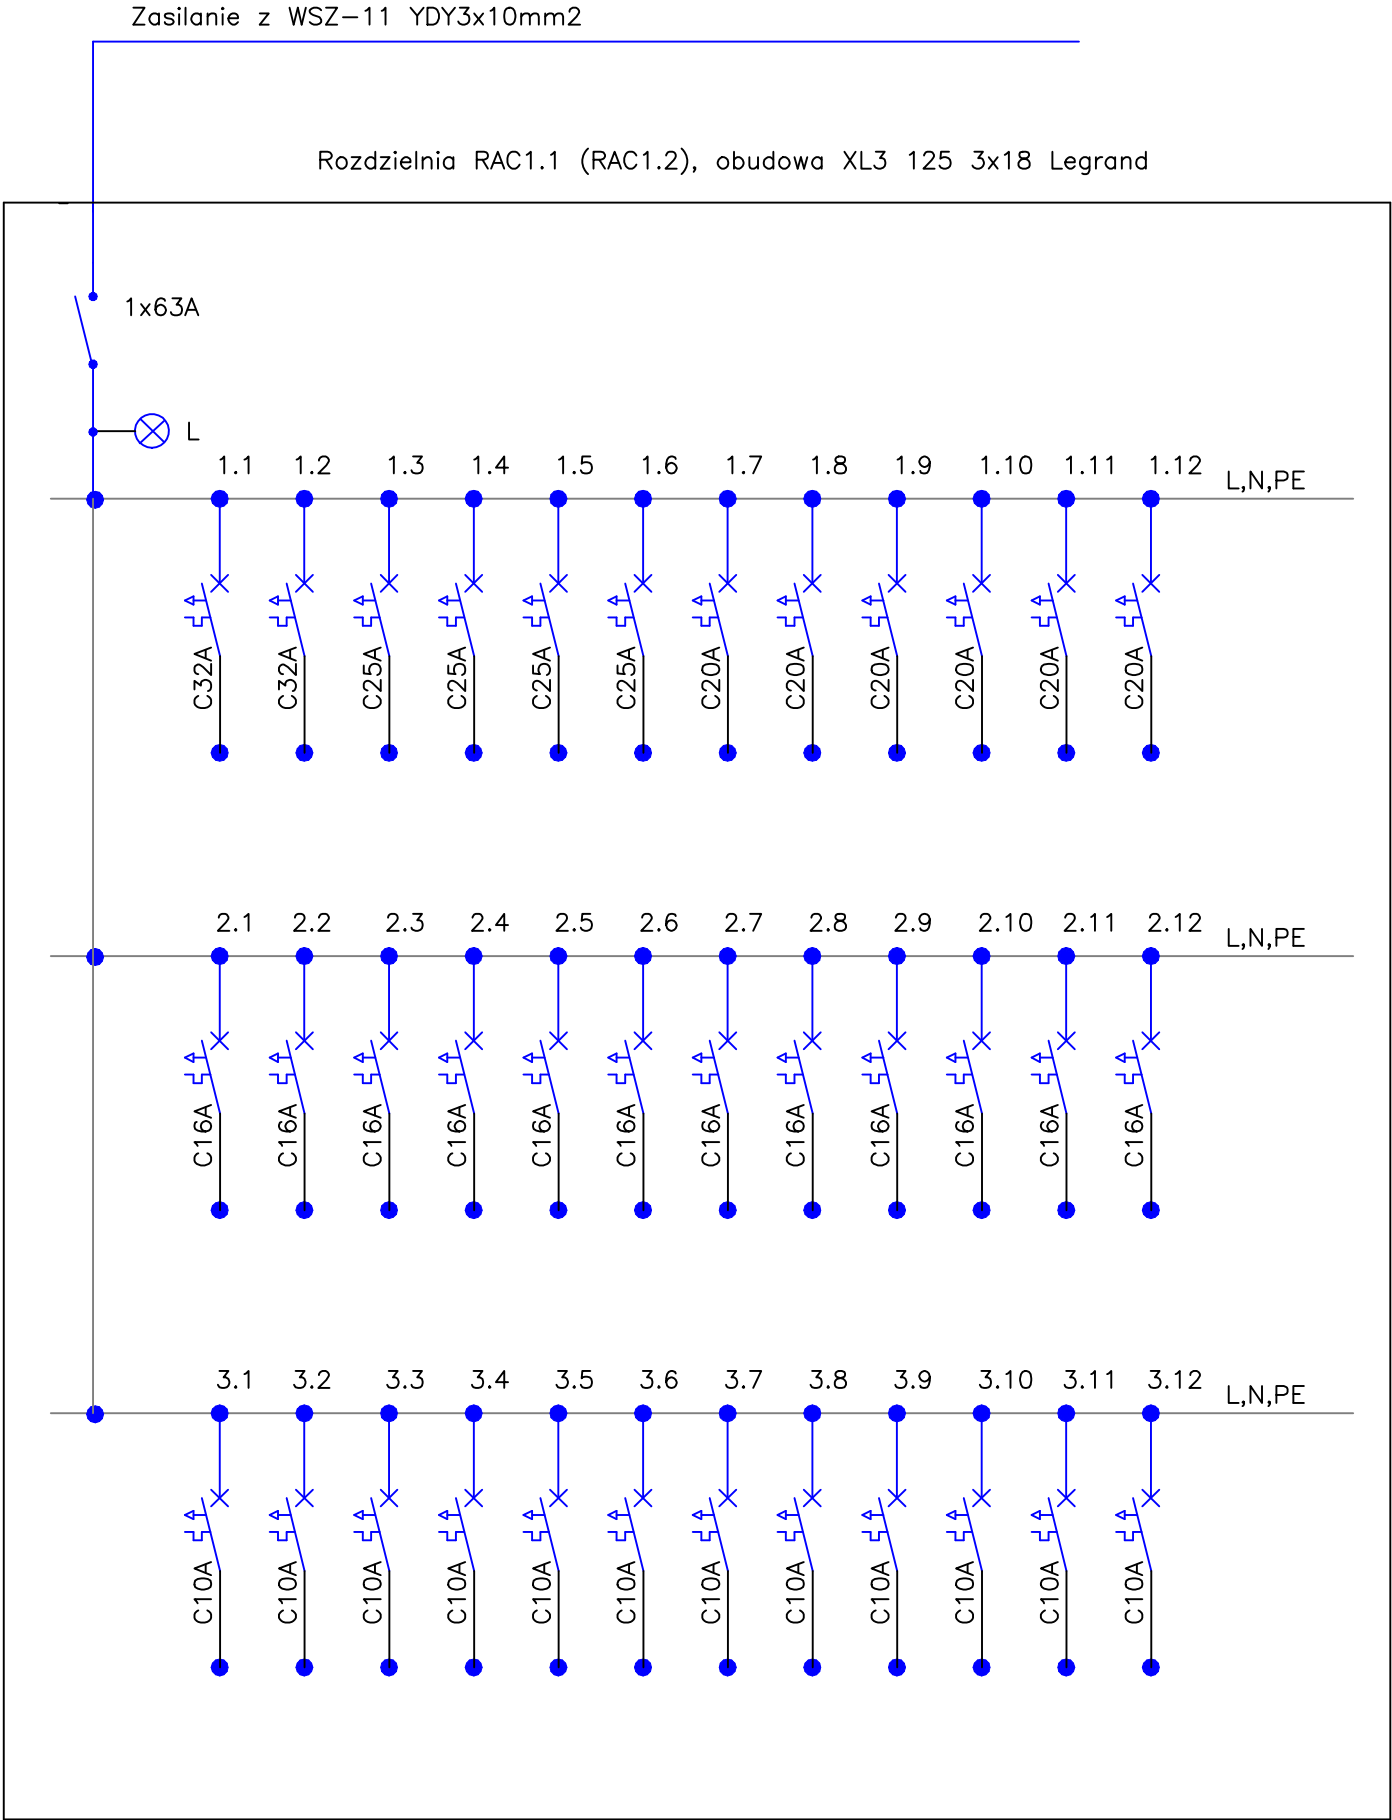 Zasilanie z WSZ-11 YDY3x10mm2
Rozdzielnia RAC1.1 (RAC1.2), obudowa XL3 125 3x18 Legrand
1x63A
L
1.1 1.2 1.3 1.4 1.5 1.6 1.7 1.8 1.9 1.10 1.11 1.12 L,N,PE
C32A C32A C25A C25A C25A C25A C20A C20A C20A C20A C20A C20A
2.1 2.2 2.3 2.4 2.5 2.6 2.7 2.8 2.9 2.10 2.11 2.12 L,N,PE
C16A C16A C16A C16A C16A C16A C16A C16A C16A C16A C16A C16A
3.1 3.2 3.3 3.4 3.5 3.6 3.7 3.8 3.9 3.10 3.11 3.12 L,N,PE
C10A C10A C10A C10A C10A C10A C10A C10A C10A C10A C10A C10A